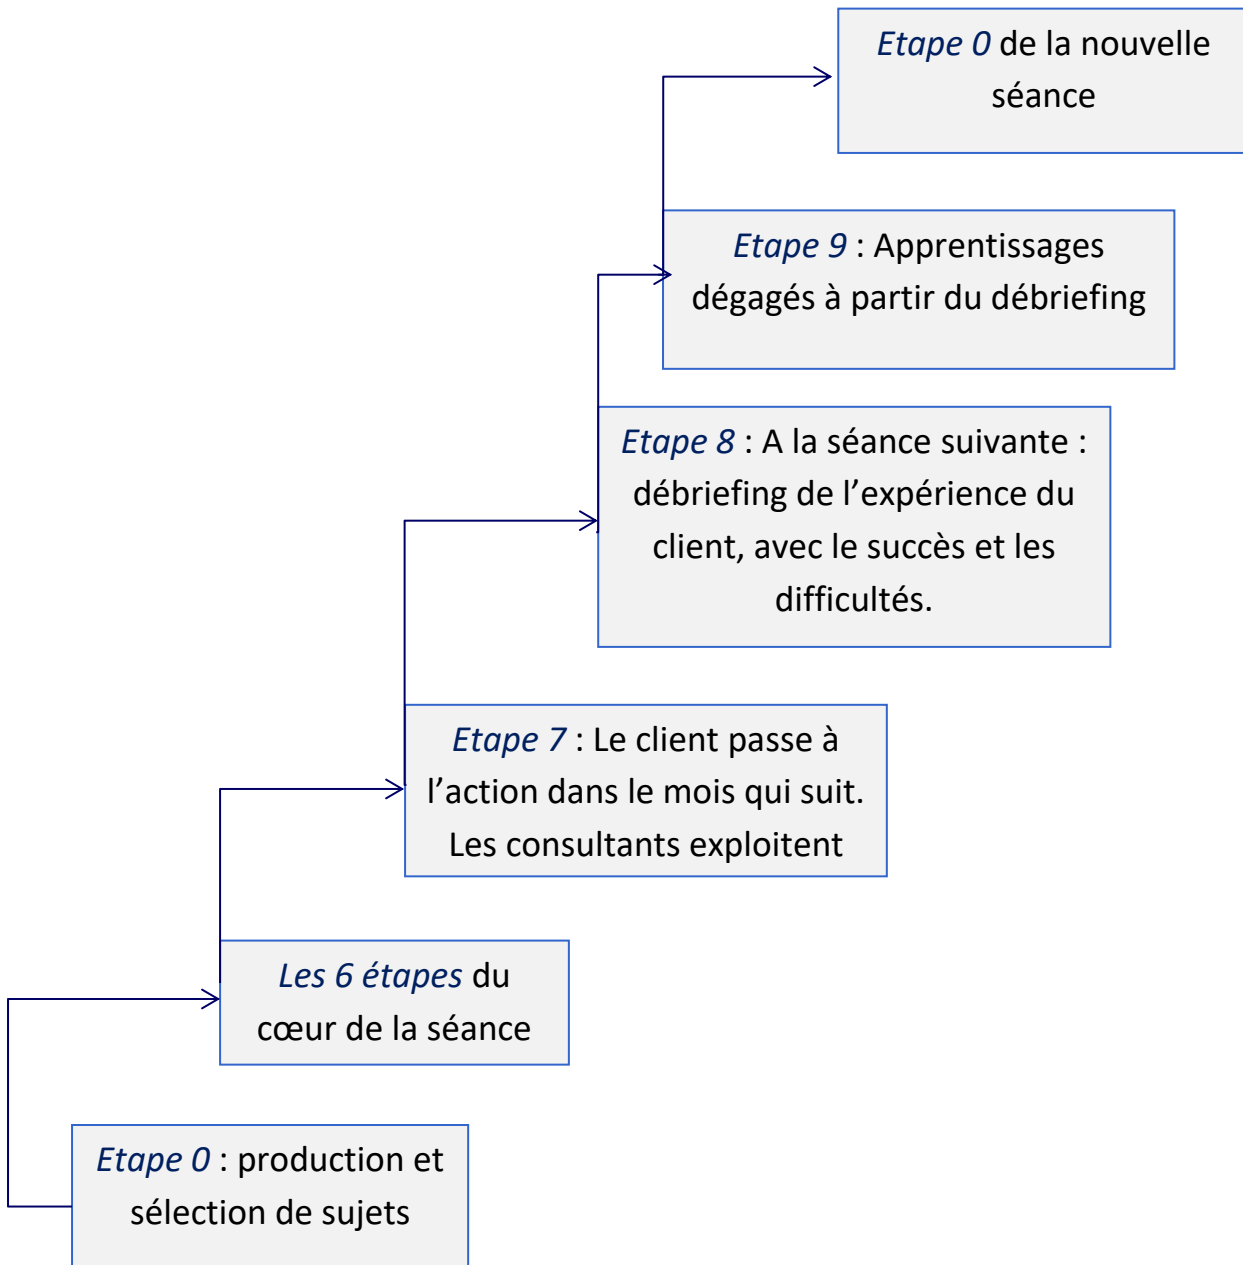 Etape 0 de la nouvelle
séance
Etape 9 : Apprentissages
dégagés à partir du débriefing
Etape 8 : A la séance suivante :
débriefing de l’expérience du
client, avec le succès et les
difficultés.
Etape 7 : Le client passe à
l’action dans le mois qui suit.
Les consultants exploitent
Les 6 étapes du
cœur de la séance
Etape 0 : production et
sélection de sujets